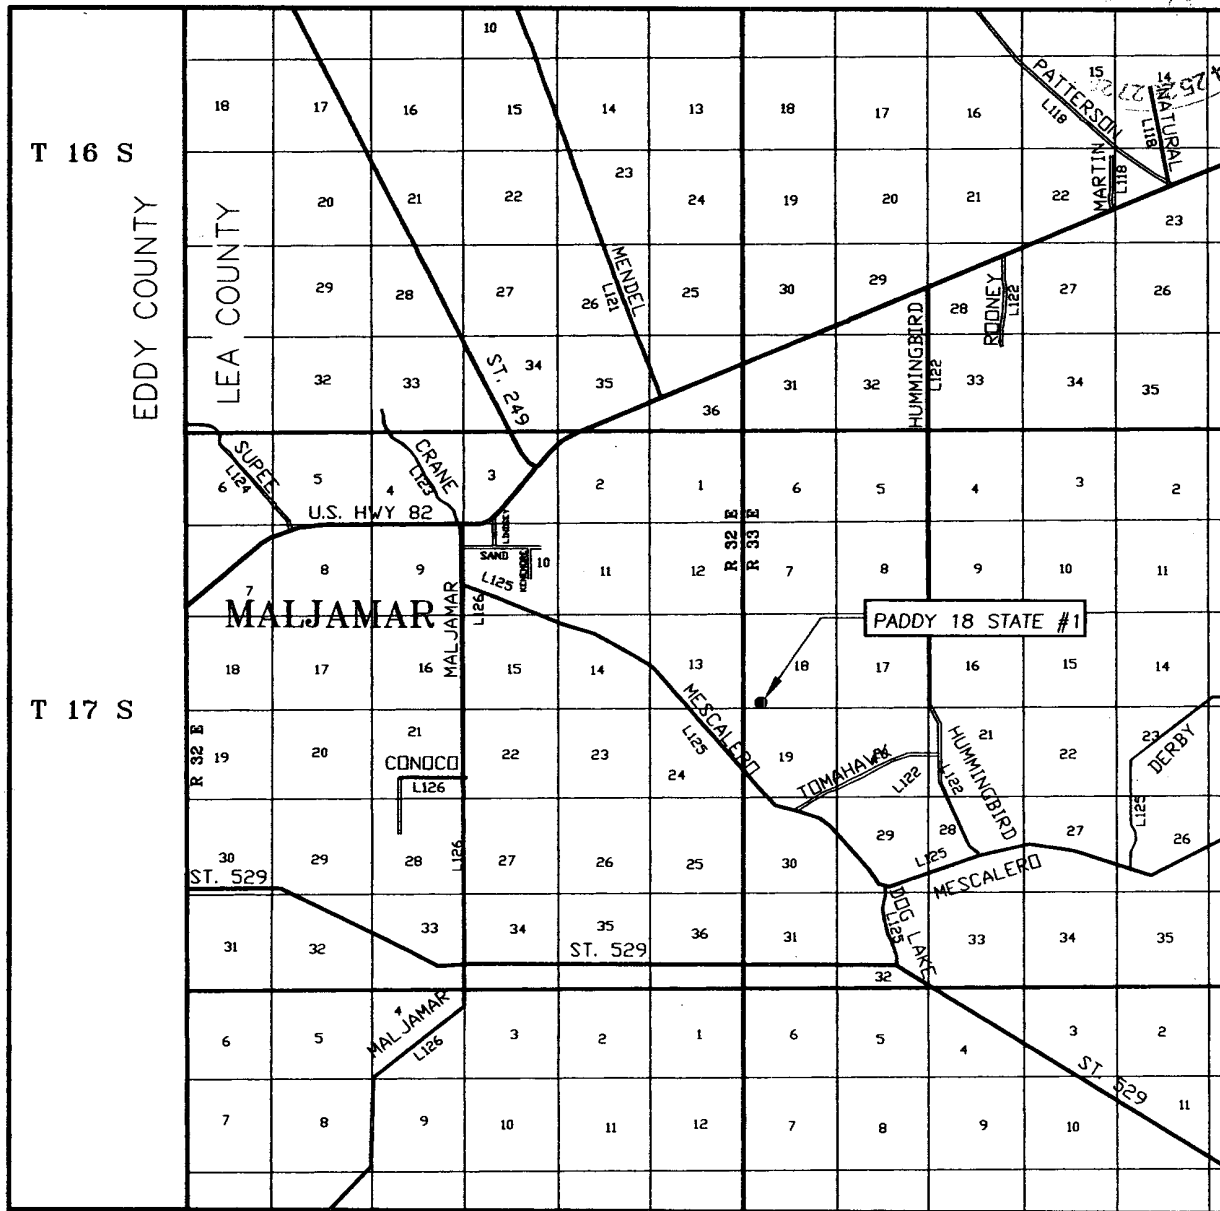 10
18 17 16 15 14 13 18 17 16 15 14
PATTERSON
L118
NATURAL
L118
MARTIN
L118
T 16 S
EDDY COUNTY
LEA COUNTY
20 21 22 23 24 19 20 21 22 23
29 28 27 26 25 30 29 28 27 26
MENDEL
L121
HUMMINGBIRD
L122
RODNEY
L122
32 33 34 35 36 31 32 33 34 35
ST. 249
SUPEE
L124
CRANE
L123
6 5 4 3 2 1 6 5 4 3 2
U.S. HWY 82
LINDSEY
SAND
R 32 E
R 33 E
7 8 9 10 11 12 7 8 9 10 11
L125
MALJAMAR
MALJAMAR
L126
PADDY 18 STATE #1
18 17 16 15 14 13 18 17 16 15 14
T 17 S
R 32 E
MESCALERO
L125
19 20 21 22 23 24 19 21 22 23
CONOCO
L126
TOMAHAWK
L122
HUMMINGBIRD
L122
DERBY
L125
30 29 28 27 26 25 30 29 28 27 26
ST. 529
L126
L125
MESCALERO
DOG LAKE
L125
31 32 33 34 35 36 31 32 33 34 35
ST. 529
MALJAMAR
L126
6 5 4 3 2 1 6 5 4 3 2
ST. 529
7 8 9 10 11 12 7 8 9 10 11